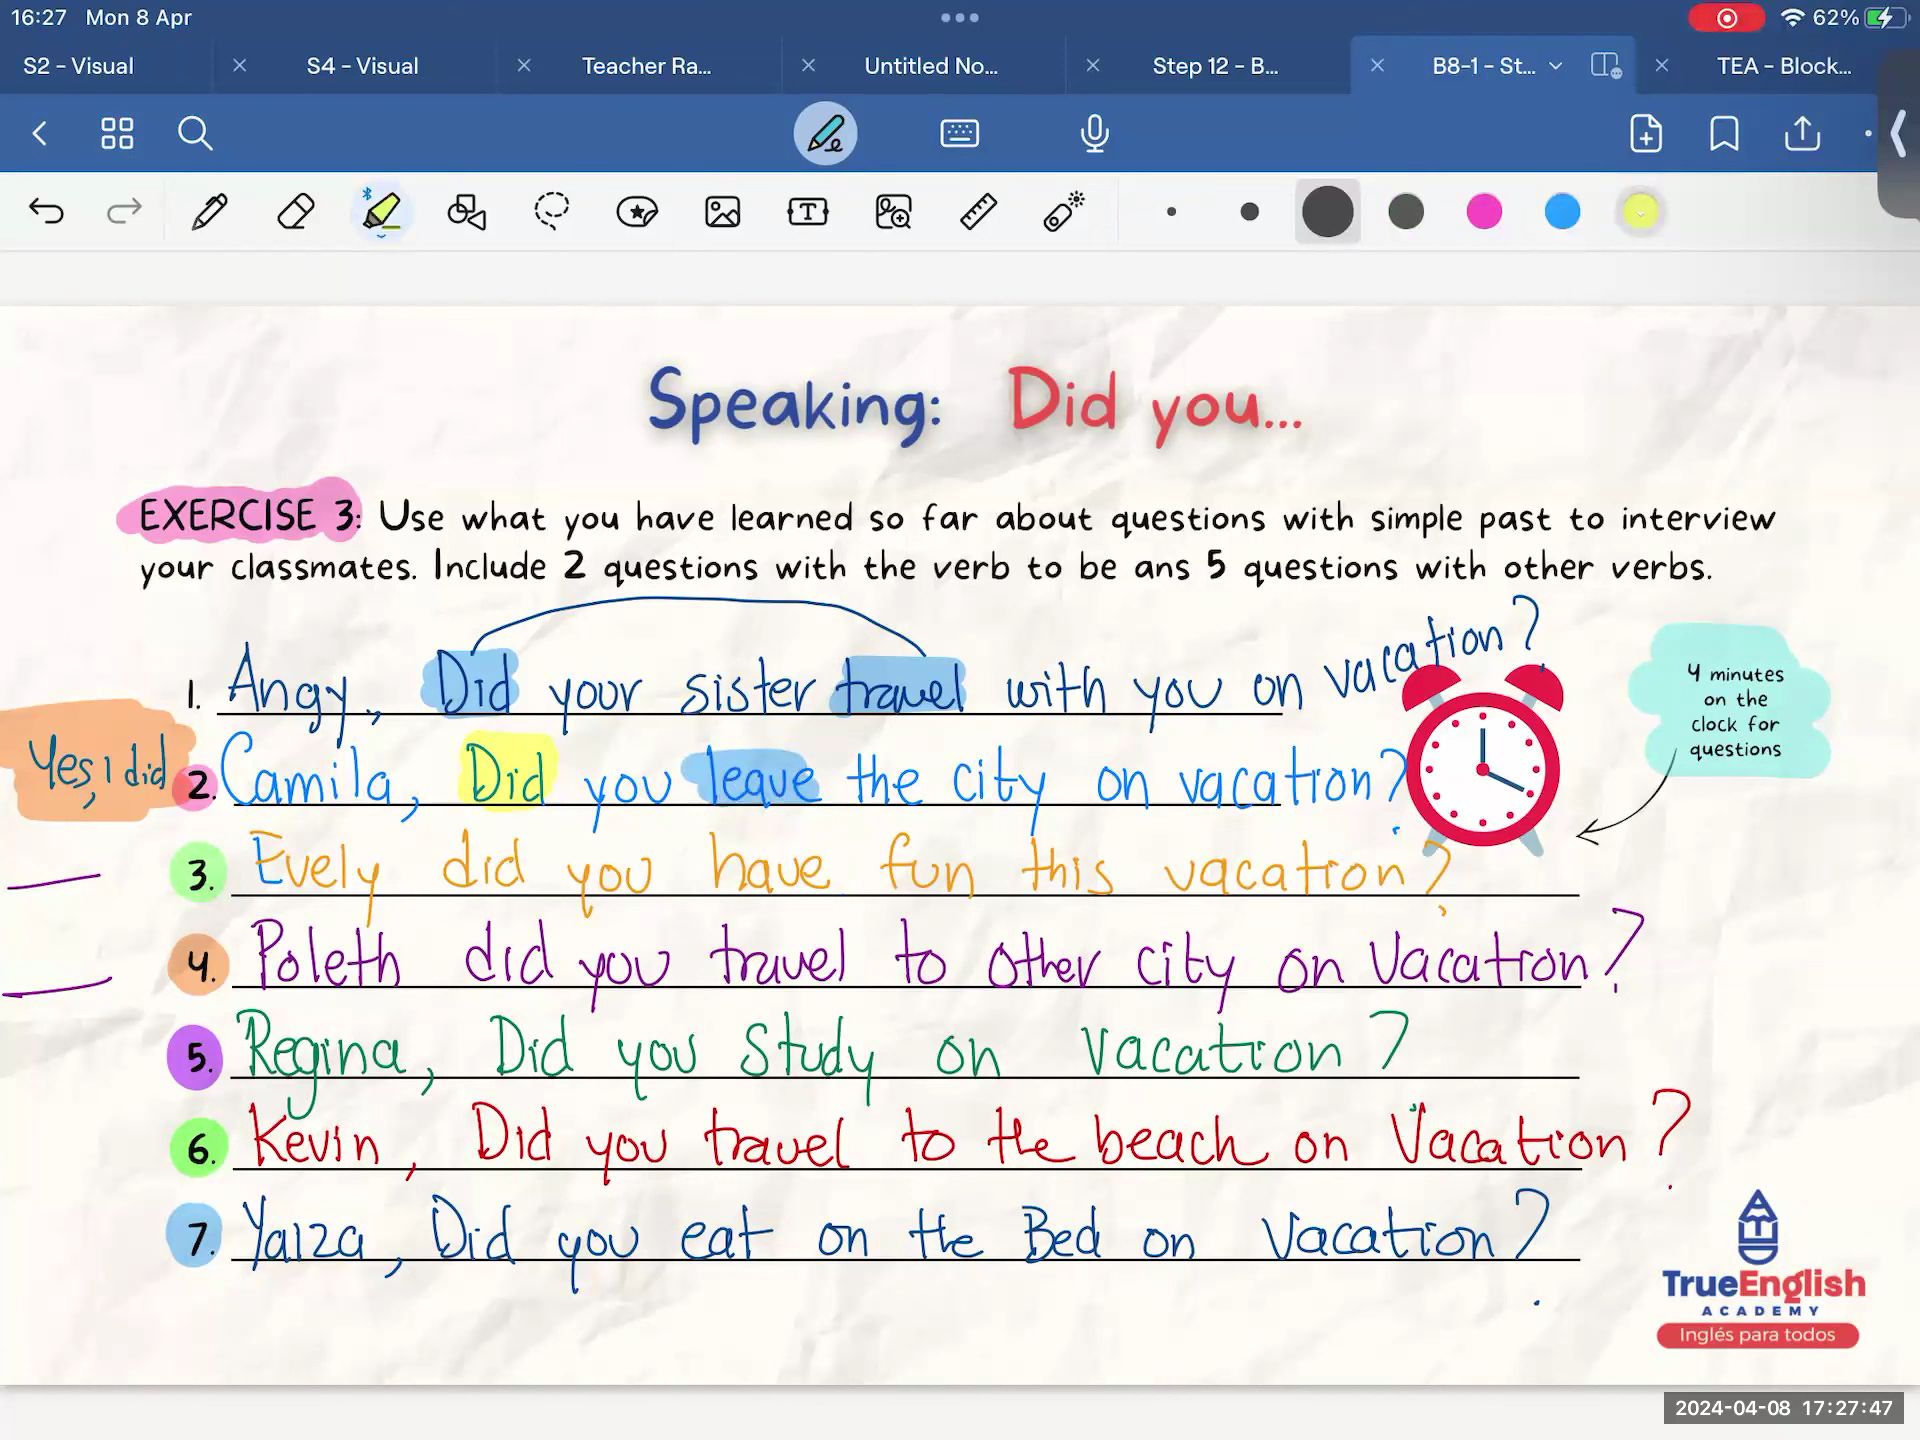 16:27 Mon 8 Apr
62%
S2 - Visual
S4 - Visual
Teacher Ra...
Untitled No...
Step 12 - B...
B8-1 - St...
TEA - Block...
Speaking: Did you...
EXERCISE 3: Use what you have learned so far about questions with simple past to interview
your classmates. Include 2 questions with the verb to be ans 5 questions with other verbs.
1. Angy, Did your sister travel with you on vacation?
4 minutes
on the
clock for
questions
Yes, I did
2. Camila, Did you leave the city on vacation?
3. Evely did you have fun this vacation?
4. Poleth did you travel to other city on Vacation?
5. Regina, Did you study on Vacation?
6. Kevin, Did you travel to the beach on Vacation?
7. Yaiza, Did you eat on the Bed on Vacation?
TrueEnglish
ACADEMY
Inglés para todos
2024-04-08 17:27:47